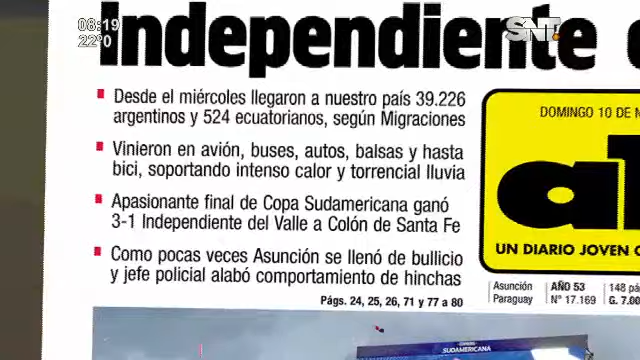 08:19
22°0
SNT.
Independiente
Desde el miércoles llegaron a nuestro país 39.226
argentinos y 524 ecuatorianos, según Migraciones
Vinieron en avión, buses, autos, balsas y hasta
bici, soportando intenso calor y torrencial lluvia
Apasionante final de Copa Sudamericana ganó
3-1 Independiente del Valle a Colón de Santa Fe
Como pocas veces Asunción se llenó de bullicio
y jefe policial alabó comportamiento de hinchas
Págs. 24, 25, 26, 71 y 77 a 80
DOMINGO 10 DE
UN DIARIO JOVEN
Asunción AÑO 53 148
Paraguay N° 17.169 G. 7.00
SUDAMERICANA